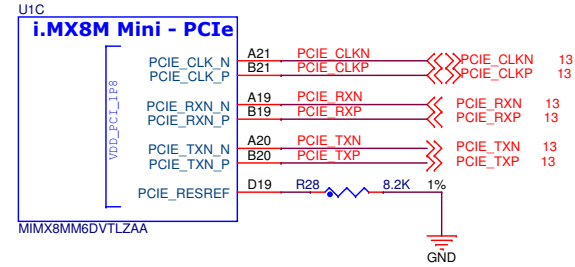 U1C
i.MX8M Mini - PCIe
VDD_PCI_1P8
PCIE_CLK_N A21 PCIE_CLKN PCIE_CLKN 13
PCIE_CLK_P B21 PCIE_CLKP PCIE_CLKP 13
PCIE_RXN_N A19 PCIE_RXN PCIE_RXN 13
PCIE_RXN_P B19 PCIE_RXP PCIE_RXP 13
PCIE_TXN_N A20 PCIE_TXN PCIE_TXN 13
PCIE_TXN_P B20 PCIE_TXP PCIE_TXP 13
PCIE_RESREF D19 R28 8.2K 1%
MIMX8MM6DVTLZAA
GND